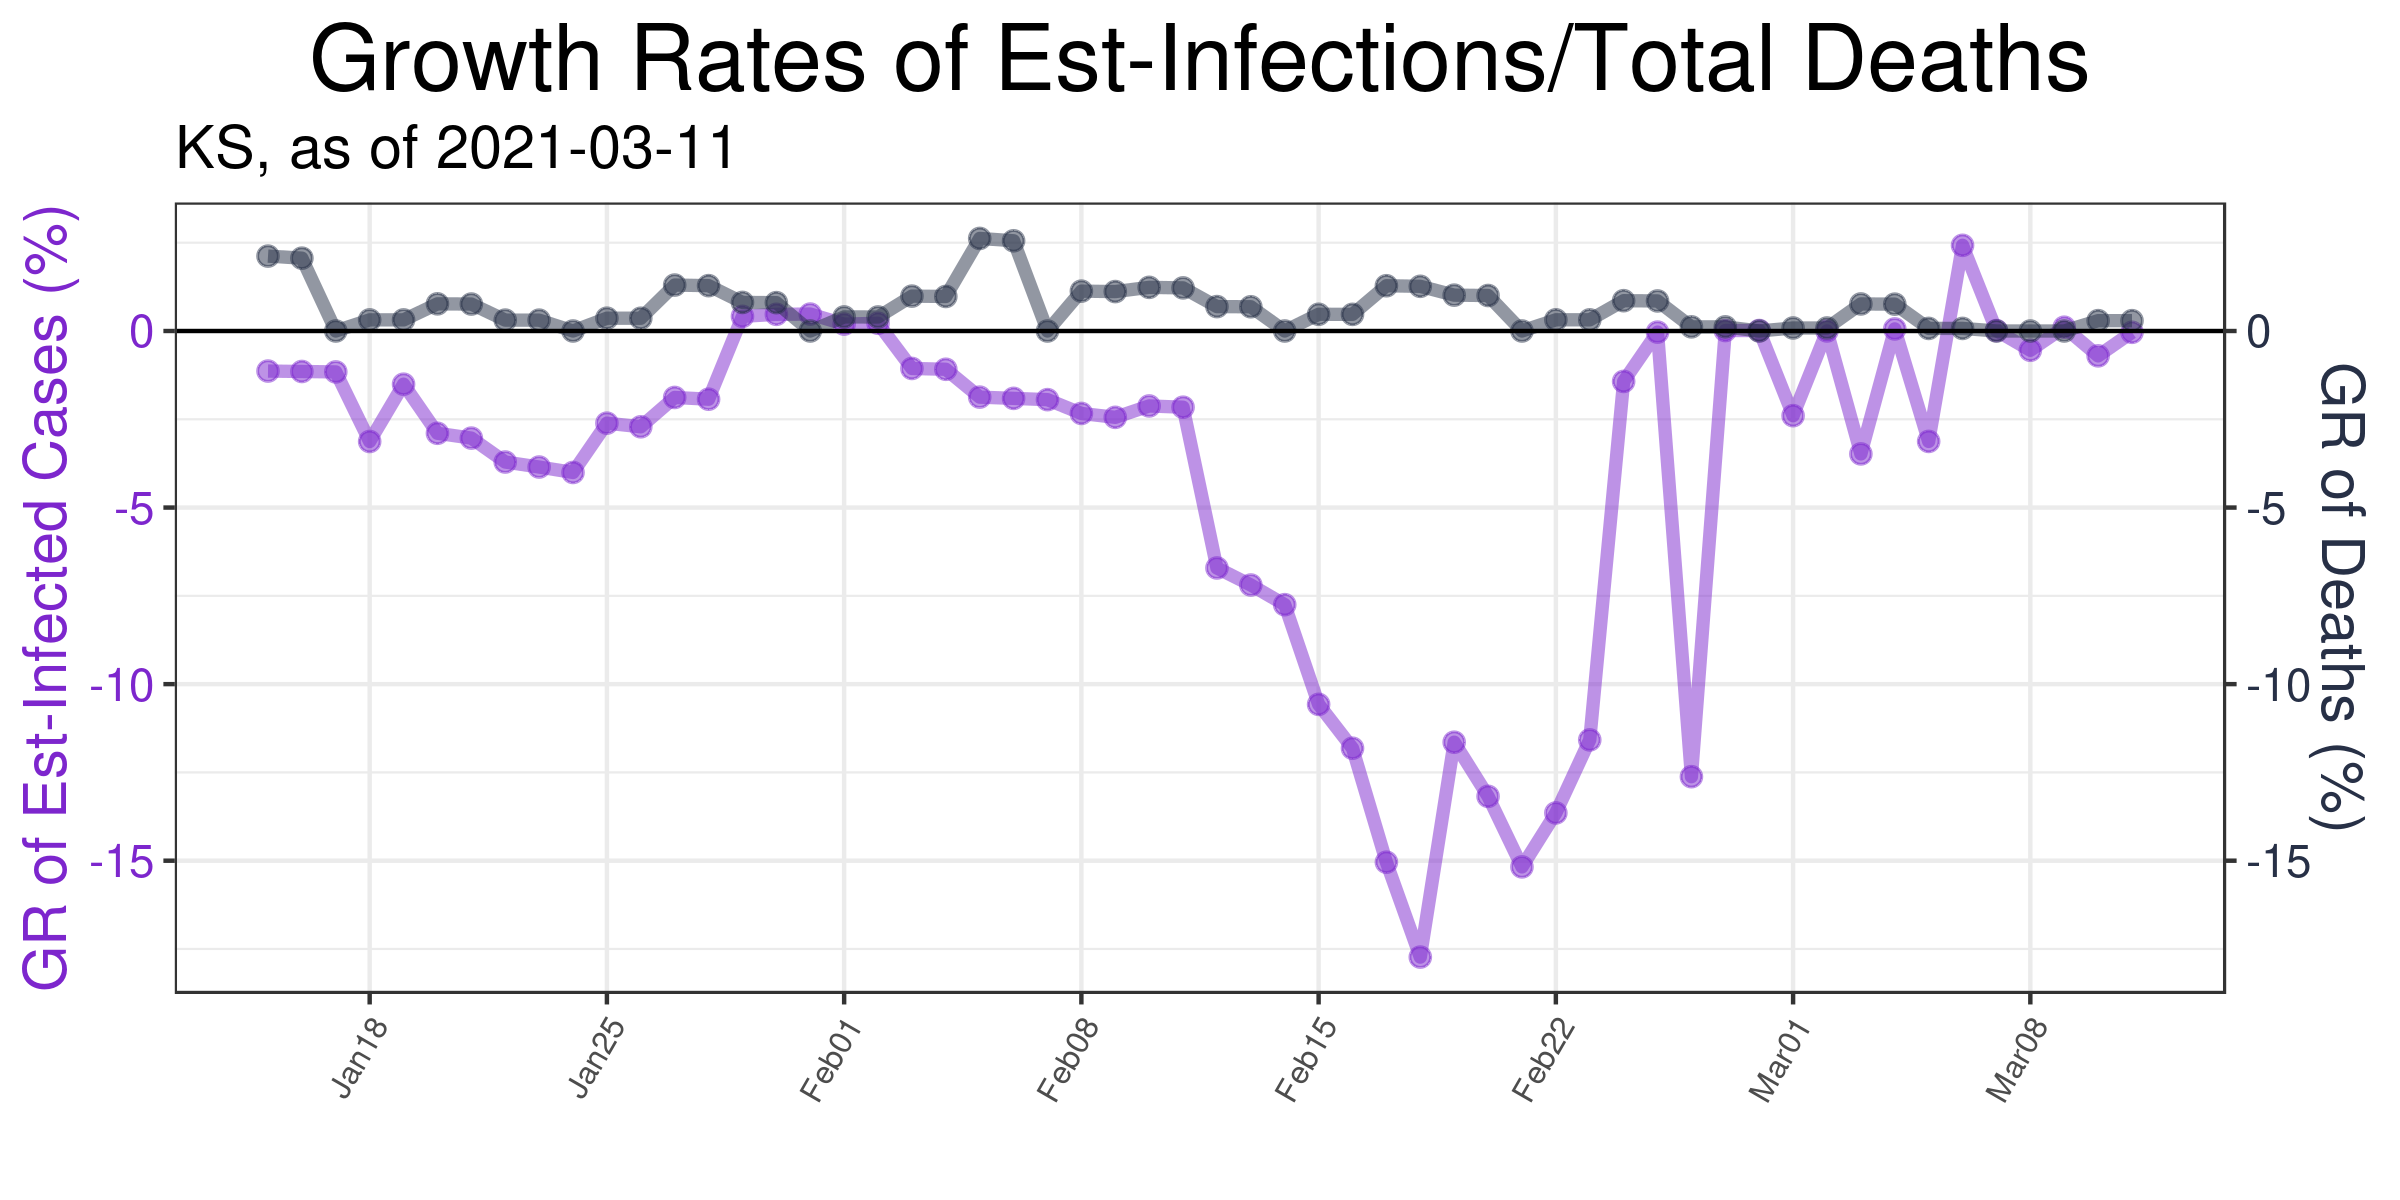 Growth Rates of Est-Infections/Total Deaths
KS, as of 2021-03-11
GR of Est-Infected Cases (%)
0
-5
-10
-15
0
-5
-10
-15
GR of Deaths (%)
Jan18
Jan25
Feb01
Feb08
Feb15
Feb22
Mar01
Mar08